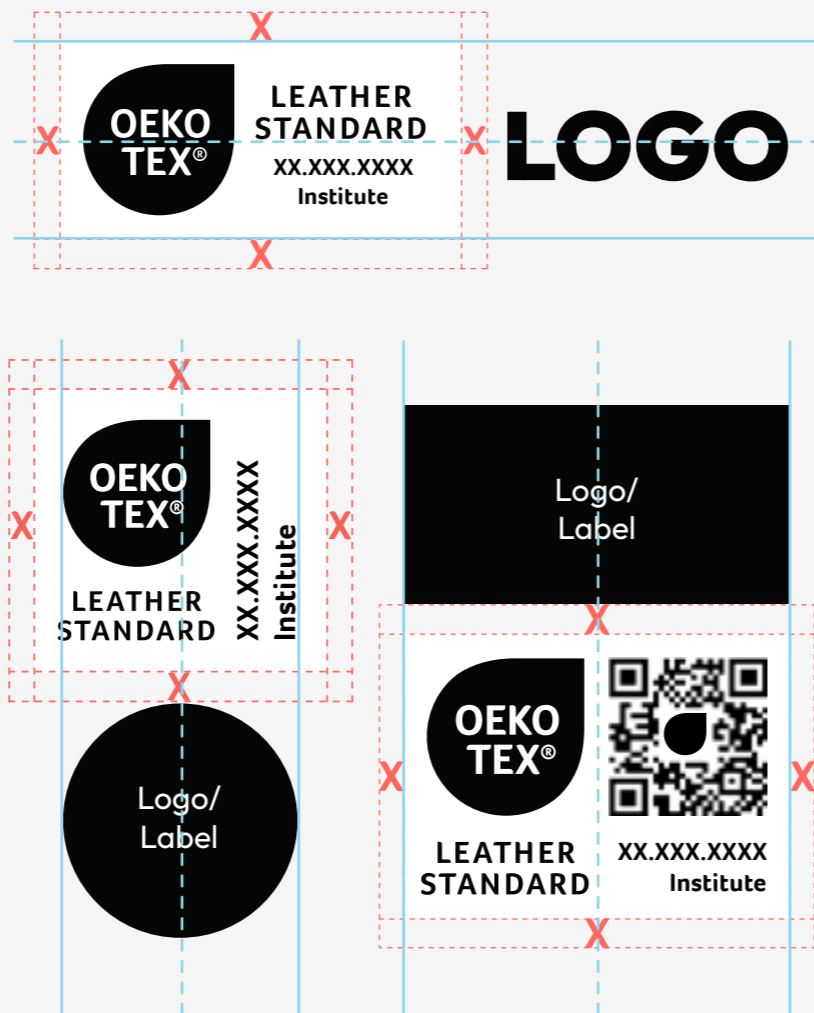 X
OEKO
TEX®
LEATHER
STANDARD
XX.XXX.XXXX
Institute
X
X
LOGO
X
X
OEKO
TEX®
LEATHER
STANDARD
XX.XXX.XXXX
Institute
X
X
X
Logo/
Label
Logo/
Label
X
OEKO
TEX®
LEATHER
STANDARD
XX.XXX.XXXX
Institute
X
X
X